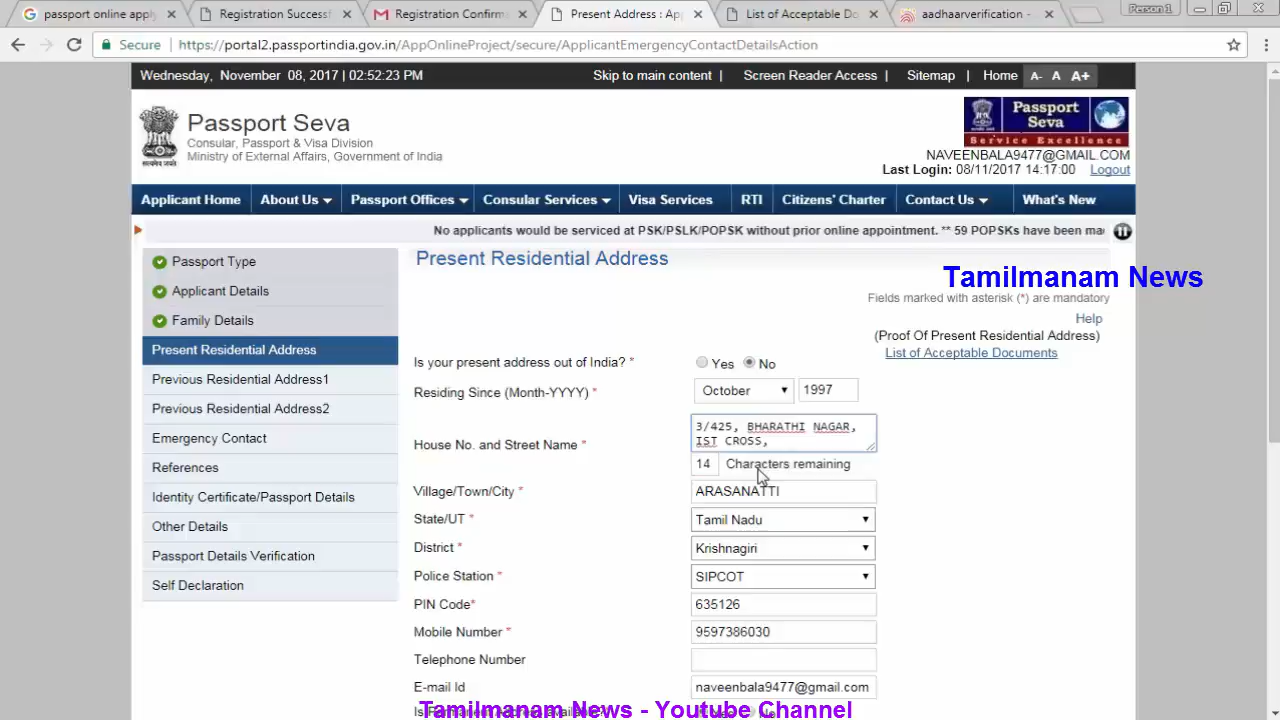 passport online apply
Registration Successf
Registration Confirma
Present Address : App
List of Acceptable Do
aadhaarverification -
Person 1
Secure
https://portal2.passportindia.gov.in/AppOnlineProject/secure/ApplicantEmergencyContactDetailsAction
Wednesday, November 08, 2017 | 02:52:23 PM
Skip to main content | Screen Reader Access | Sitemap | Home A- A A+
Passport Seva
Consular, Passport & Visa Division
Ministry of External Affairs, Government of India
सत्यमेव जयते
Passport
Seva
Service Excellence
NAVEENBALA9477@GMAIL.COM
Last Login: 08/11/2017 14:17:00 Logout
Applicant Home About Us Passport Offices Consular Services Visa Services RTI Citizens' Charter Contact Us What's New
No applicants would be serviced at PSK/PSLK/POPSK without prior online appointment. ** 59 POPSKs have been ma
Passport Type
Applicant Details
Family Details
Present Residential Address
Previous Residential Address1
Previous Residential Address2
Emergency Contact
References
Identity Certificate/Passport Details
Other Details
Passport Details Verification
Self Declaration
Present Residential Address
Tamilmanam News
Fields marked with asterisk (*) are mandatory
Help
(Proof Of Present Residential Address)
List of Acceptable Documents
Is your present address out of India? * Yes No
Residing Since (Month-YYYY) * October 1997
House No. and Street Name * 3/425, BHARATHI NAGAR,
IST CROSS,
14 Characters remaining
Village/Town/City * ARASANATTI
State/UT * Tamil Nadu
District * Krishnagiri
Police Station * SIPCOT
PIN Code* 635126
Mobile Number * 9597386030
Telephone Number
E-mail Id naveenbala9477@gmail.com
Tamilmanam News - Youtube Channel